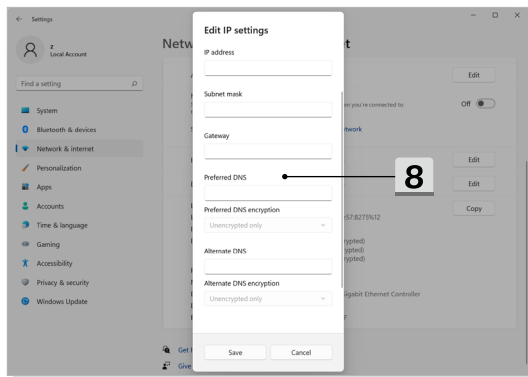 Settings
z
Local Account
Find a setting
System
Bluetooth & devices
Network & internet
Personalization
Apps
Accounts
Time & language
Gaming
Accessibility
Privacy & security
Windows Update
Netw
et
Edit
en you're connected to
Off
twork
Edit
Edit
Copy
57:B275%12
rypted)
rypted)
rypted)
Gigabit Ethernet Controller
F
Get
Give
Edit IP settings
IP address
Subnet mask
Gateway
Preferred DNS
8
Preferred DNS encryption
Unencrypted only
Alternate DNS
Alternate DNS encryption
Unencrypted only
Save
Cancel